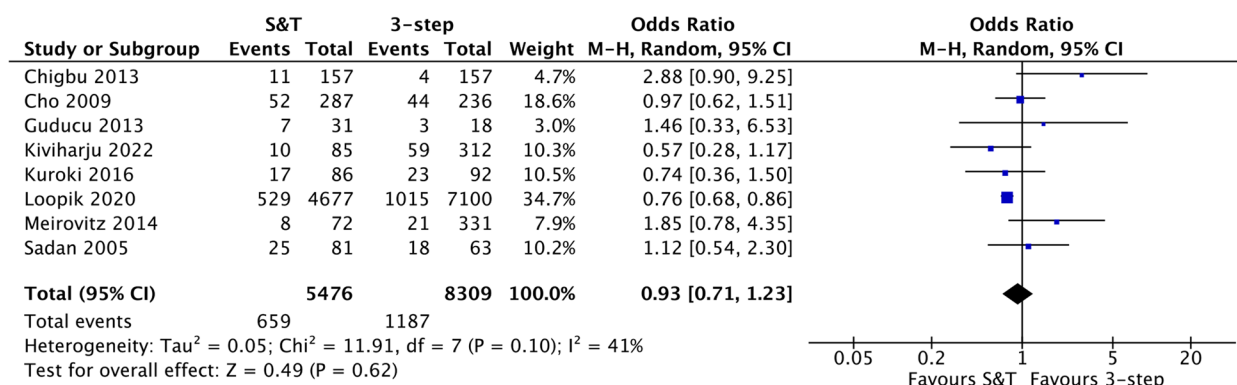 S&T 3-step Odds Ratio Odds Ratio
Study or Subgroup Events Total Events Total Weight M-H, Random, 95% CI M-H, Random, 95% CI
Chigbu 2013 11 157 4 157 4.7% 2.88 [0.90, 9.25]
Cho 2009 52 287 44 236 18.6% 0.97 [0.62, 1.51]
Guducu 2013 7 31 3 18 3.0% 1.46 [0.33, 6.53]
Kiviharju 2022 10 85 59 312 10.3% 0.57 [0.28, 1.17]
Kuroki 2016 17 86 23 92 10.5% 0.74 [0.36, 1.50]
Loopik 2020 529 4677 1015 7100 34.7% 0.76 [0.68, 0.86]
Meirovitz 2014 8 72 21 331 7.9% 1.85 [0.78, 4.35]
Sadan 2005 25 81 18 63 10.2% 1.12 [0.54, 2.30]
Total (95% CI) 5476 8309 100.0% 0.93 [0.71, 1.23]
Total events 659 1187
Heterogeneity: Tau² = 0.05; Chi² = 11.91, df = 7 (P = 0.10); I² = 41%
Test for overall effect: Z = 0.49 (P = 0.62)
0.05 0.2 1 5 20
Favours S&T Favours 3-step